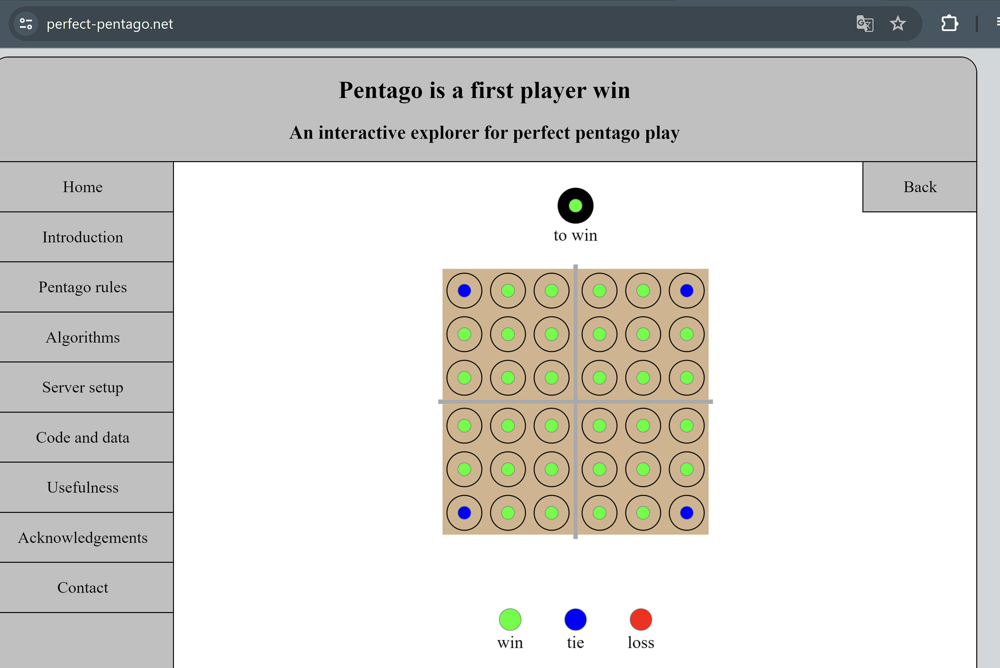 perfect-pentago.net
Pentago is a first player win
An interactive explorer for perfect pentago play
Home
Introduction
Pentago rules
Algorithms
Server setup
Code and data
Usefulness
Acknowledgements
Contact
Back
to win
win
tie
loss